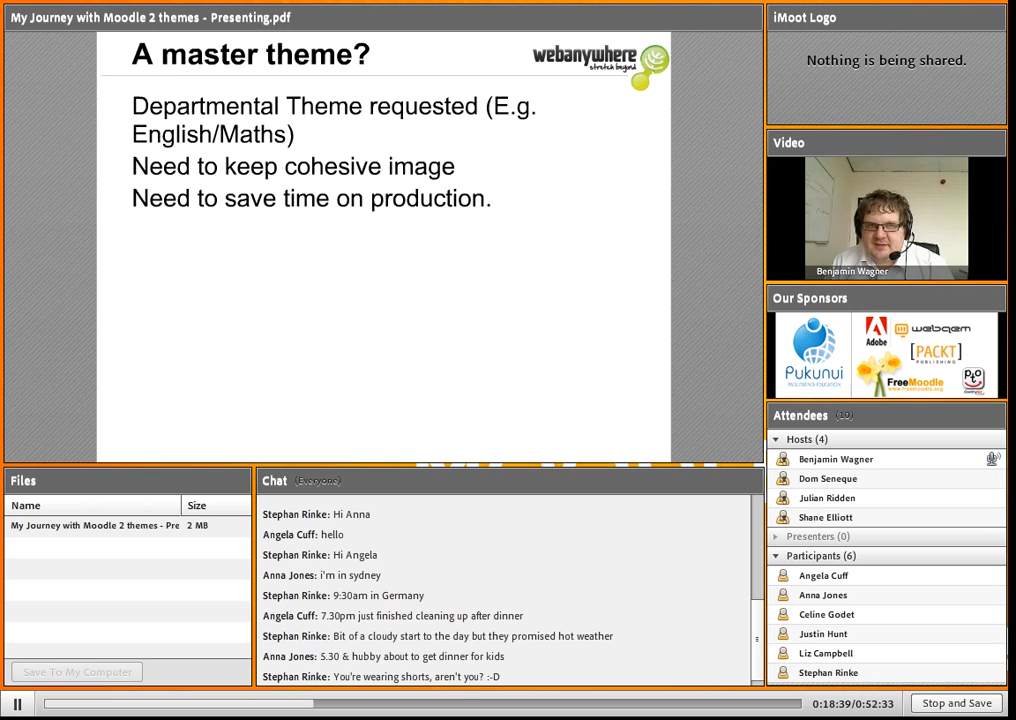 My Journey with Moodle 2 themes - Presenting.pdf
A master theme?
webanywhere
stretch beyond
Departmental Theme requested (E.g.
English/Maths)
Need to keep cohesive image
Need to save time on production.
iMoot Logo
Nothing is being shared.
Video
Benjamin Wagner
Our Sponsors
Pukunui
Adobe
webqem
[PACKT]
PUBLISHING
FreeMoodle
Attendees (10)
Hosts (4)
Benjamin Wagner
Dom Seneque
Julian Ridden
Shane Elliott
Presenters (0)
Participants (6)
Angela Cuff
Anna Jones
Celine Godet
Justin Hunt
Liz Campbell
Stephan Rinke
Files
Name Size
My Journey with Moodle 2 themes - Pre 2 MB
Save To My Computer
Chat (Everyone)
Stephan Rinke: Hi Anna
Angela Cuff: hello
Stephan Rinke: Hi Angela
Anna Jones: i'm in sydney
Stephan Rinke: 9:30am in Germany
Angela Cuff: 7.30pm just finished cleaning up after dinner
Stephan Rinke: Bit of a cloudy start to the day but they promised hot weather
Anna Jones: 5.30 & hubby about to get dinner for kids
Stephan Rinke: You're wearing shorts, aren't you? :-D
0:18:39/0:52:33
Stop and Save